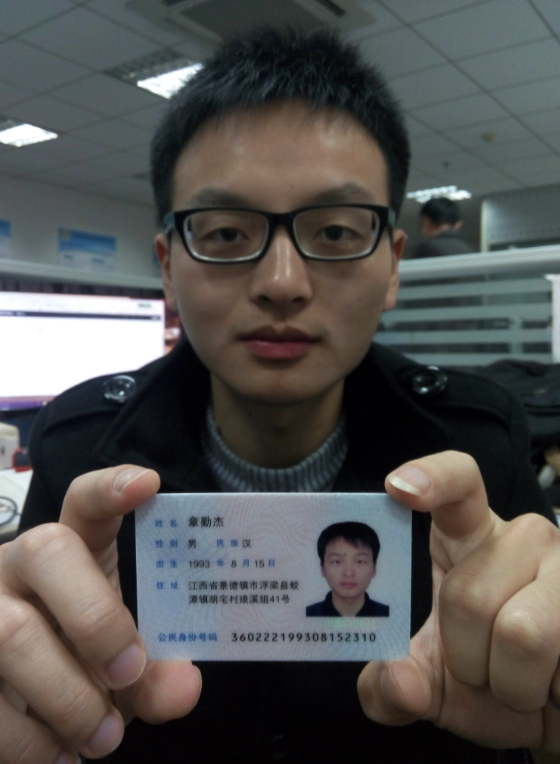 姓名 章勤杰
性别 男 民族 汉
出生 1993 年 8 月 15 日
住址 江西省景德镇市浮梁县蛟
潭镇胡宅村 溪组41号
公民身份号码 360222199308152310